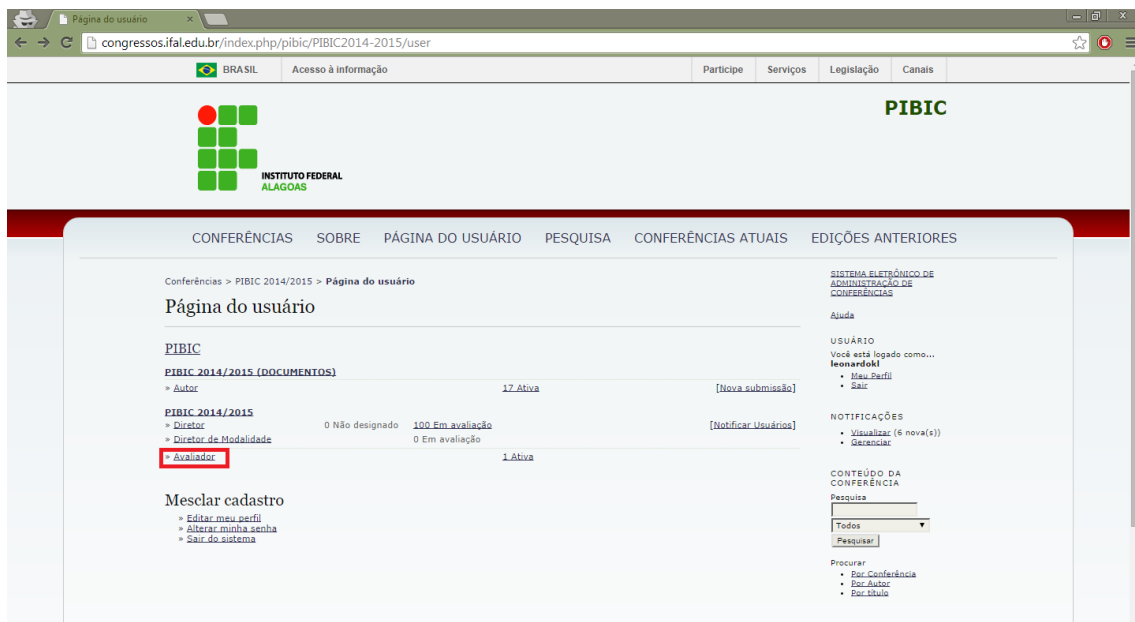 Página do usuário
congressos.ifal.edu.br/index.php/pibic/PIBIC2014-2015/user
BRASIL Acesso à informação Participe Serviços Legislação Canais
PIBIC
INSTITUTO FEDERAL
ALAGOAS
CONFERÊNCIAS SOBRE PÁGINA DO USUÁRIO PESQUISA CONFERÊNCIAS ATUAIS EDIÇÕES ANTERIORES
Conferências > PIBIC 2014/2015 > Página do usuário
Página do usuário
PIBIC
PIBIC 2014/2015 (DOCUMENTOS)
» Autor 17 Ativa [Nova submissão]
PIBIC 2014/2015
» Diretor 0 Não designado 100 Em avaliação [Notificar Usuários]
» Diretor de Modalidade 0 Em avaliação
» Avaliador 1 Ativa
Mesclar cadastro
» Editar meu perfil
» Alterar minha senha
» Sair do sistema
SISTEMA ELETRÔNICO DE
ADMINISTRAÇÃO DE
CONFERÊNCIAS
Ajuda
USUÁRIO
Você está logado como...
leonardokl
• Meu Perfil
• Sair
NOTIFICAÇÕES
• Visualizar (6 nova(s))
• Gerenciar
CONTEÚDO DA
CONFERÊNCIA
Pesquisa
Todos
Pesquisar
Procurar
• Por Conferência
• Por Autor
• Por título